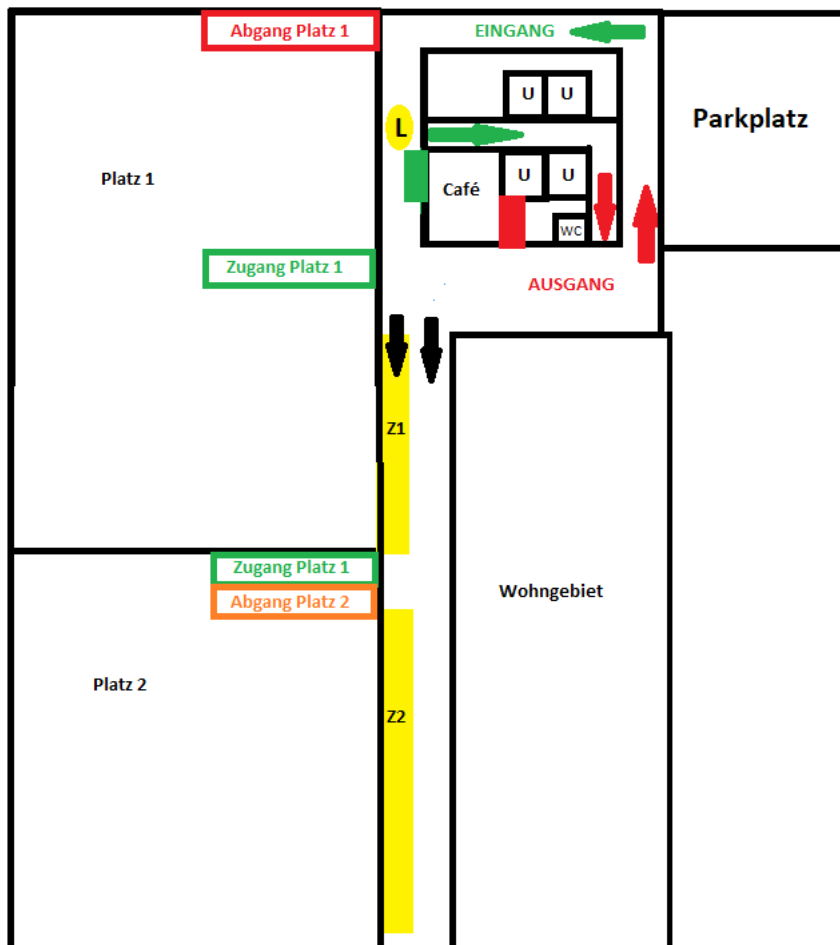 Abgang Platz 1
EINGANG
U U
Parkplatz
L
Platz 1
Café
U U
WC
Zugang Platz 1
AUSGANG
Z1
Zugang Platz 1
Abgang Platz 2
Wohngebiet
Platz 2
Z2